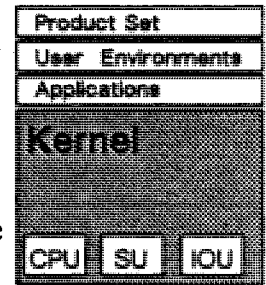 Product Set
User Environments
Applications
Kernel
e
CPU SU IOU